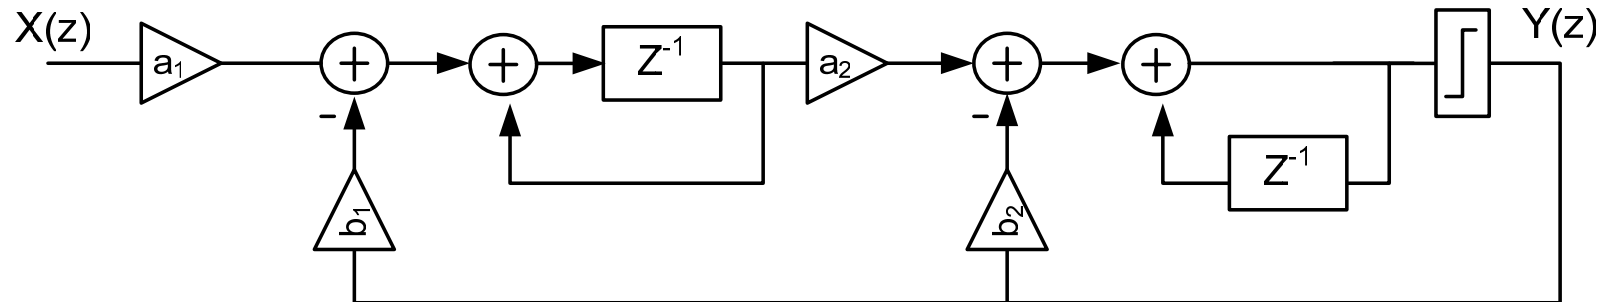 X(z)
a₁
+
+
Z⁻¹
a₂
+
+
Y(z)
-
-
Z⁻¹
b₁
b₂